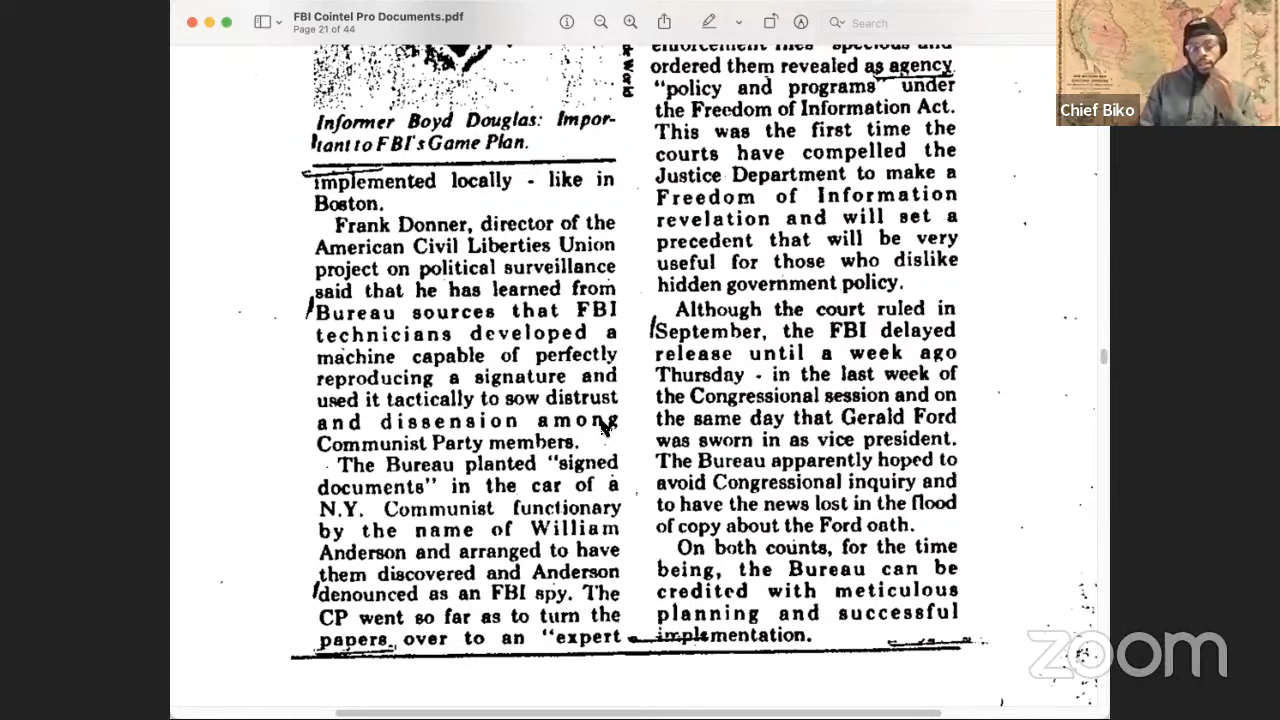 FBI Cointel Pro Documents.pdf
Page 21 of 44
Search
Chief Biko
Informer Boyd Douglas: Impor-
tant to FBI's Game Plan.
implemented locally - like in
Boston.
Frank Donner, director of the
American Civil Liberties Union
project on political surveillance
said that he has learned from
Bureau sources that FBI
technicians developed a
machine capable of perfectly
reproducing a signature and
used it tactically to sow distrust
and dissension among
Communist Party members.
The Bureau planted "signed
documents" in the car of a
N.Y. Communist functionary
by the name of William
Anderson and arranged to have
them discovered and Anderson
denounced as an FBI spy. The
CP went so far as to turn the
papers over to an "expert
enforcement files specious and
ordered them revealed as agency
"policy and programs" under
the Freedom of Information Act.
This was the first time the
courts have compelled the
Justice Department to make a
Freedom of Information
revelation and will set a
precedent that will be very
useful for those who dislike
hidden government policy.
Although the court ruled in
September, the FBI delayed
release until a week ago
Thursday - in the last week of
the Congressional session and on
the same day that Gerald Ford
was sworn in as vice president.
The Bureau apparently hoped to
avoid Congressional inquiry and
to have the news lost in the flood
of copy about the Ford oath.
On both counts, for the time
being, the Bureau can be
credited with meticulous
planning and successful
implementation.
zoom